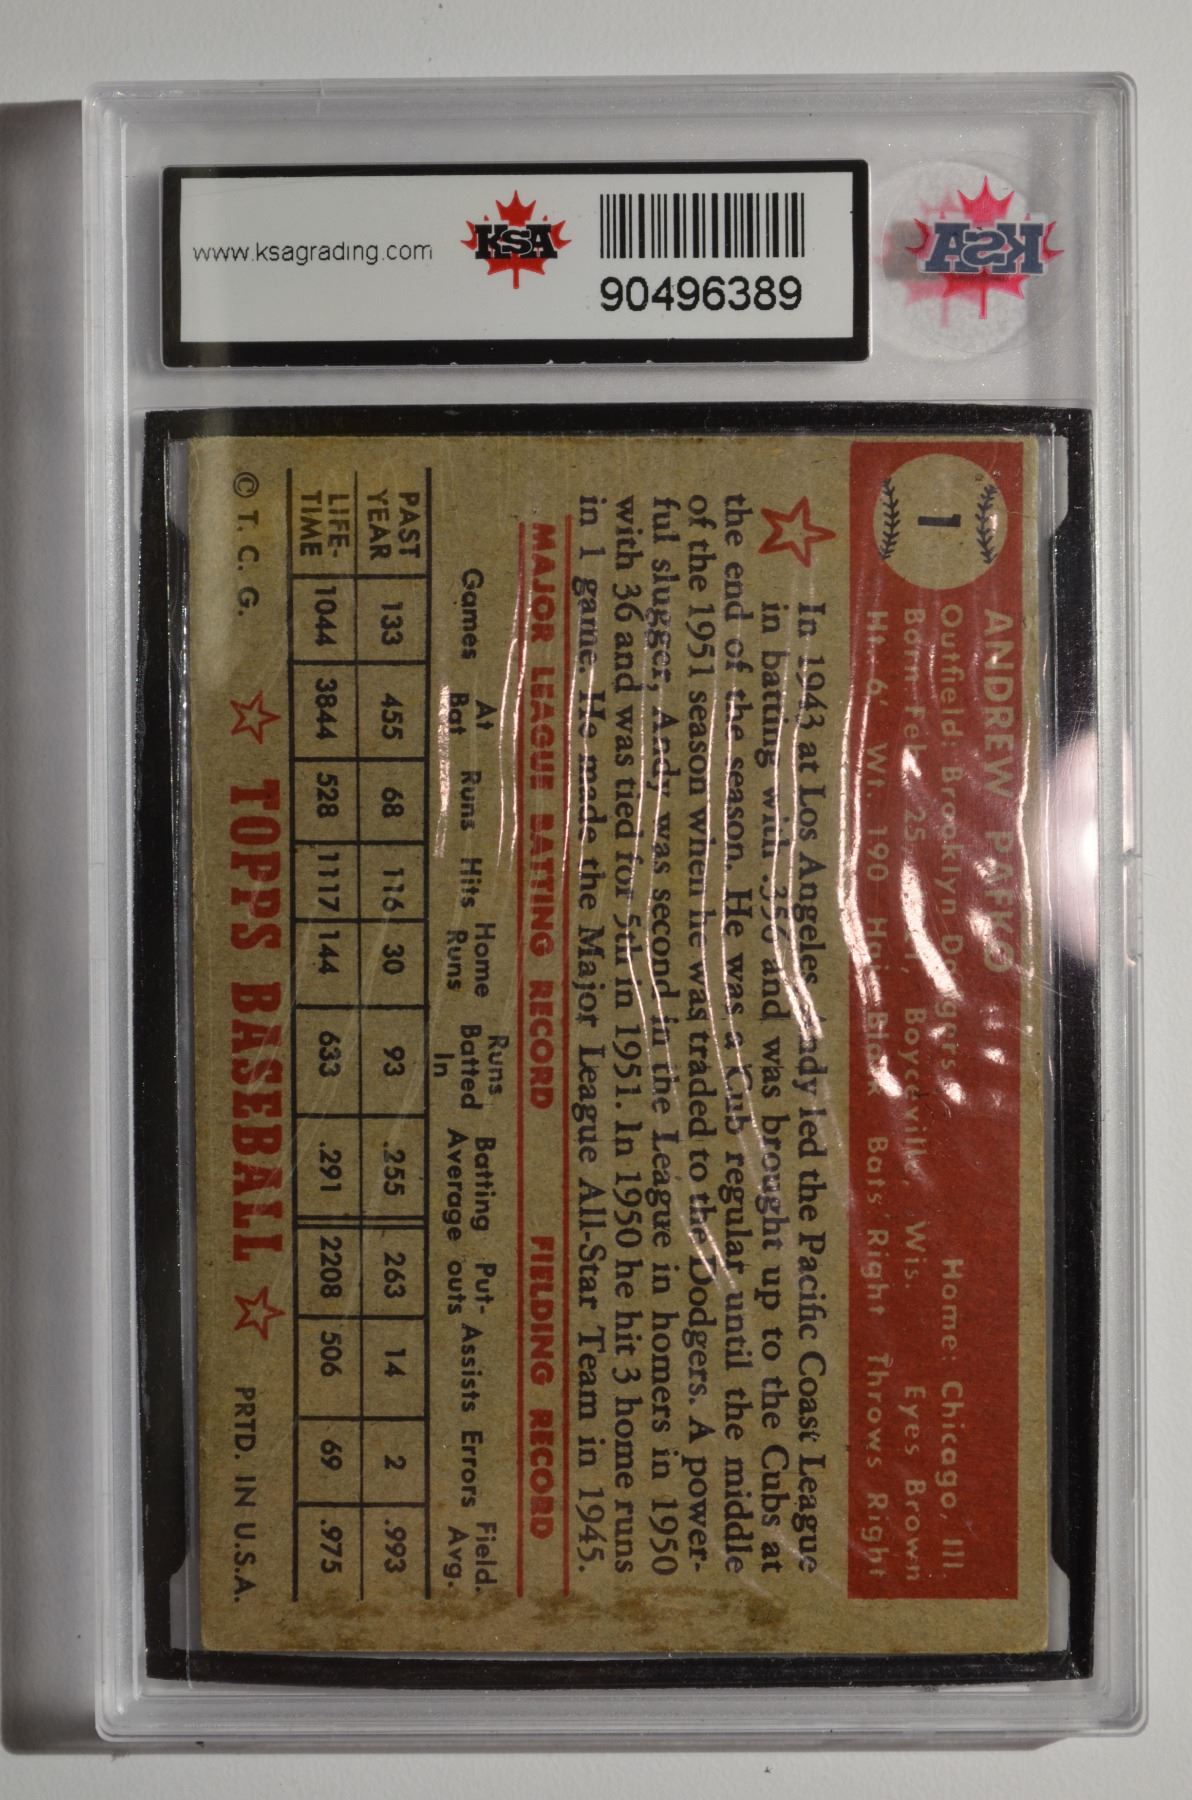 www.ksagrading.com
KSA
90496389
KSA
1
ANDREW PAFKO
Outfield: Brooklyn Dodgers Home: Chicago, Ill.
Born Feb. 25, Boyceville, Wis. Eyes Brown
Ht. 6' Wt. 190 Hair Black Bats Right Throws Right
In 1943 at Los Angeles Andy led the Pacific Coast League
in batting with .356 and was brought up to the Cubs at
the end of the season. He was a Cub regular until the middle
of the 1951 season when he was traded to the Dodgers. A power-
ful slugger, Andy was second in the League in homers in 1950
with 36 and was tied for 5th in 1951. In 1950 he hit 3 home runs
in 1 game. He made the Major League All-Star Team in 1945.
MAJOR LEAGUE BATTING RECORD FIELDING RECORD
Games At Bat Runs Hits Home Runs Runs Batted In Batting Average Put-outs Assists Errors Field. Avg.
PAST YEAR 133 455 68 116 30 93 .255 263 14 2 .993
LIFE-TIME 1044 3844 528 1117 144 633 .291 2208 506 69 .975
© T. C. G. TOPPS BASEBALL PRTD. IN U.S.A.